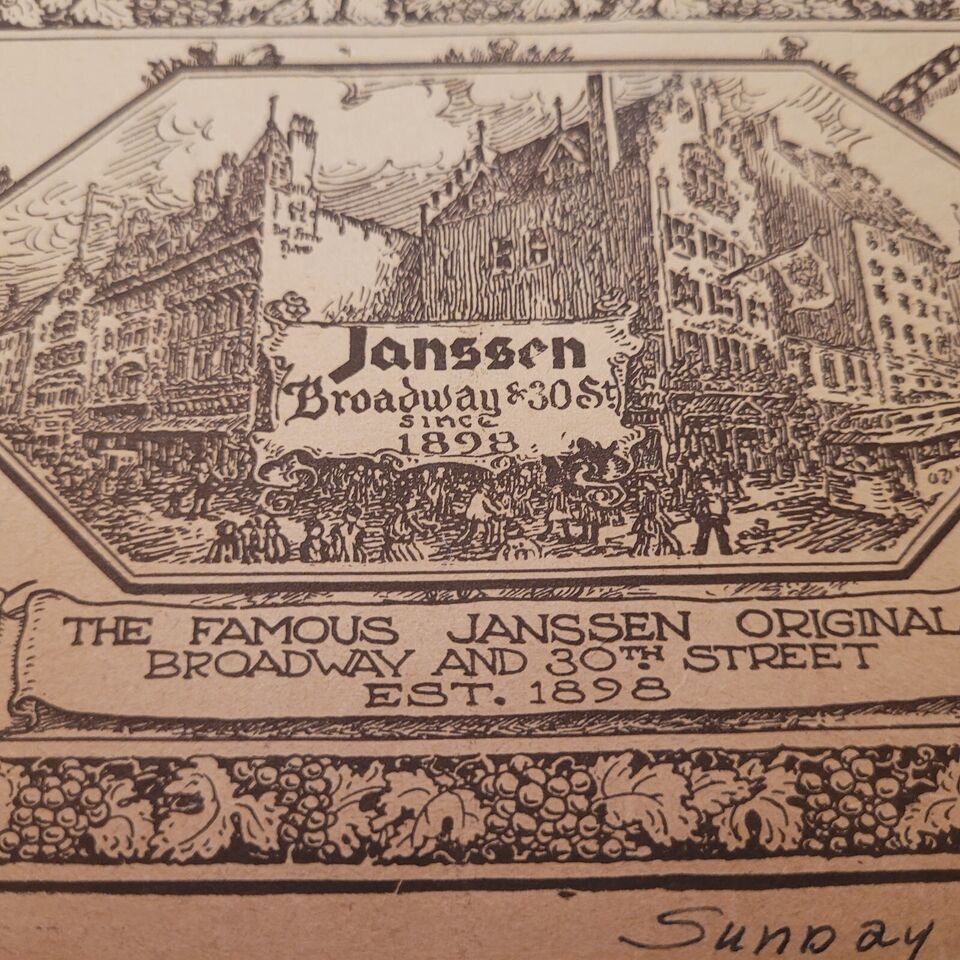 Janssen
Broadway & 30 St
since
1898
THE FAMOUS JANSSEN ORIGINAL
BROADWAY AND 30TH STREET
EST. 1898
Sunday